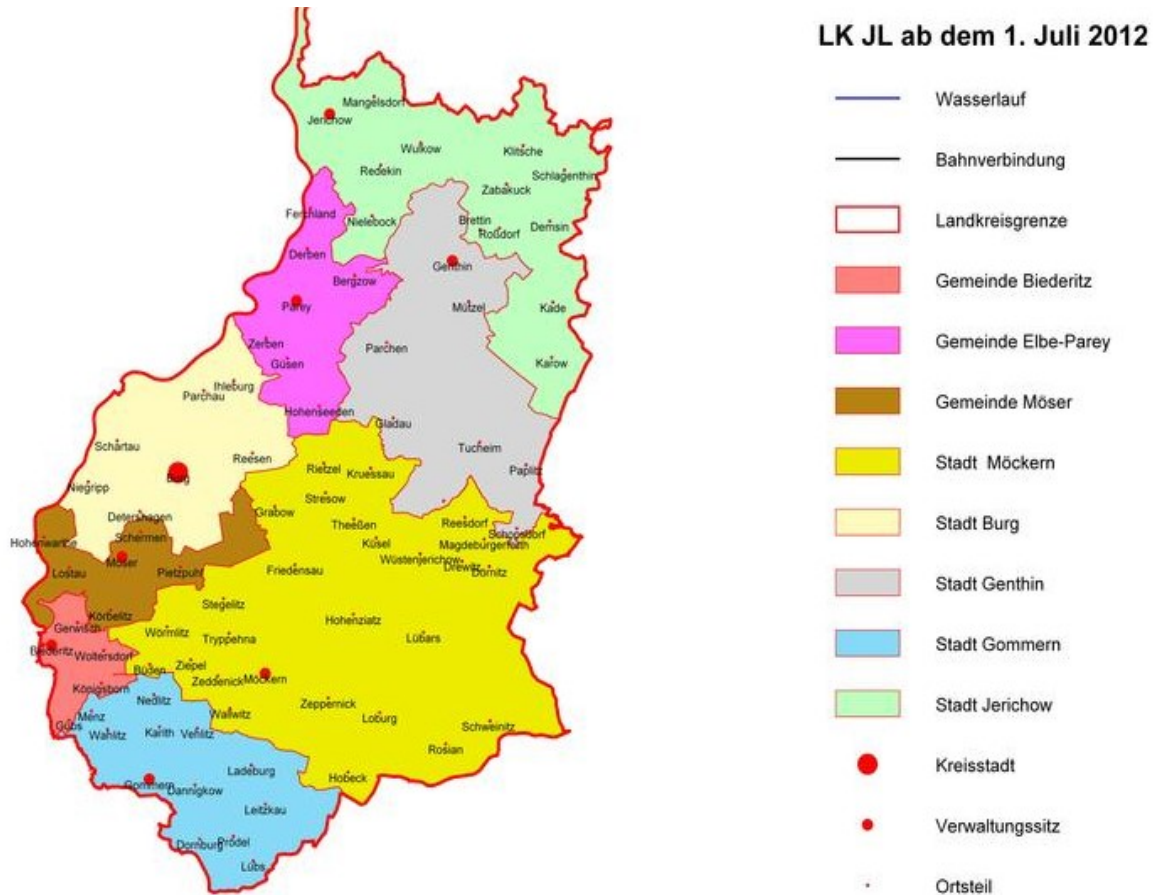 LK JL ab dem 1. Juli 2012
Wasserlauf
Bahnverbindung
Landkreisgrenze
Gemeinde Biederitz
Gemeinde Elbe-Parey
Gemeinde Möser
Stadt Möckern
Stadt Burg
Stadt Genthin
Stadt Gommern
Stadt Jerichow
Kreisstadt
Verwaltungssitz
Ortsteil
Mangelsdorf
Jerichow
Wulkow
Klitsche
Redekin
Schlagenthin
Zabakuck
Ferchland
Nielebock
Brettin
Roßdorf
Demsin
Derben
Genthin
Bergzow
Parey
Mützel
Kade
Zerben
Parchen
Güsen
Karow
Ihleburg
Parchau
Hohenseeden
Gladau
Schartau
Tucheim
Reesen
Rietzel
Kruessau
Paplitz
Burg
Niegripp
Stresow
Grabow
Detershagen
Theeßen
Reesdorf
Schermen
Schopsdorf
Hohenwarthe
Küsel
Magdeburgerforth
Möser
Wüstenjerichow
Drewitz
Lostau
Pietzpuhl
Friedensau
Dörnitz
Stegelitz
Körbelitz
Hohenziatz
Gerwisch
Wörmlitz
Tryppehna
Lübars
Biederitz
Woltersdorf
Büden
Ziepel
Zeddenick
Möckern
Königsborn
Nedlitz
Zeppernick
Menz
Wallwitz
Loburg
Gübs
Wahlitz
Karith
Vehlitz
Schweinitz
Rosian
Ladeburg
Hobeck
Gommern
Dannigkow
Leitzkau
Dornburg
Prödel
Lübs